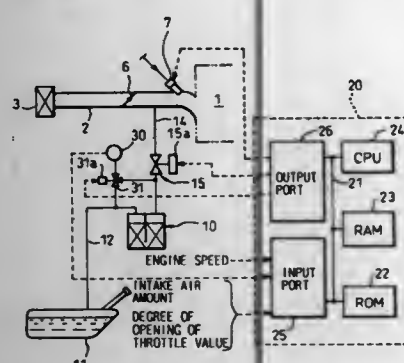 7
6
20
3
1
2
14
26
24
30
15a
CPU
31a
OUTPUT PORT
21
31
15
23
RAM
10
12
ENGINE SPEED
INPUT PORT
22
INTAKE AIR AMOUNT
ROM
DEGREE OF OPENING OF THROTTLE VALUE
25